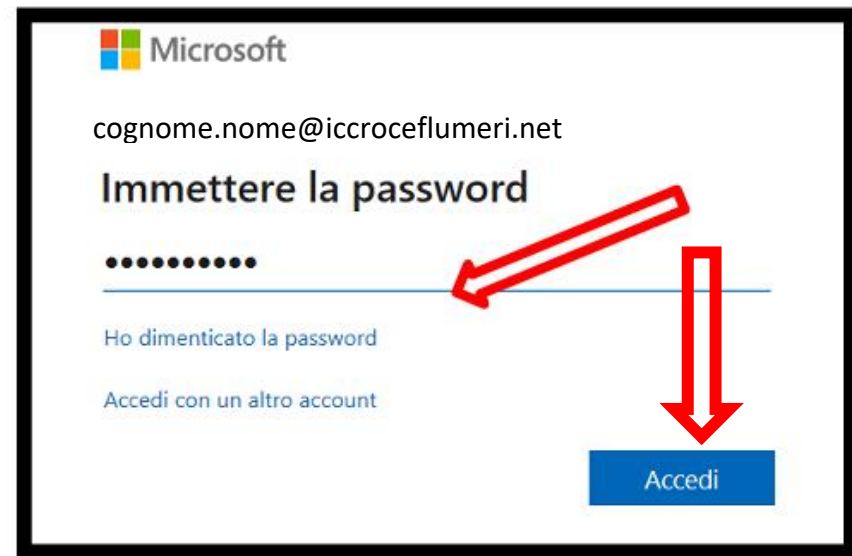 Microsoft
cognome.nome@iccroceflumeri.net
Immettere la password
••••••••••
Ho dimenticato la password
Accedi con un altro account
Accedi